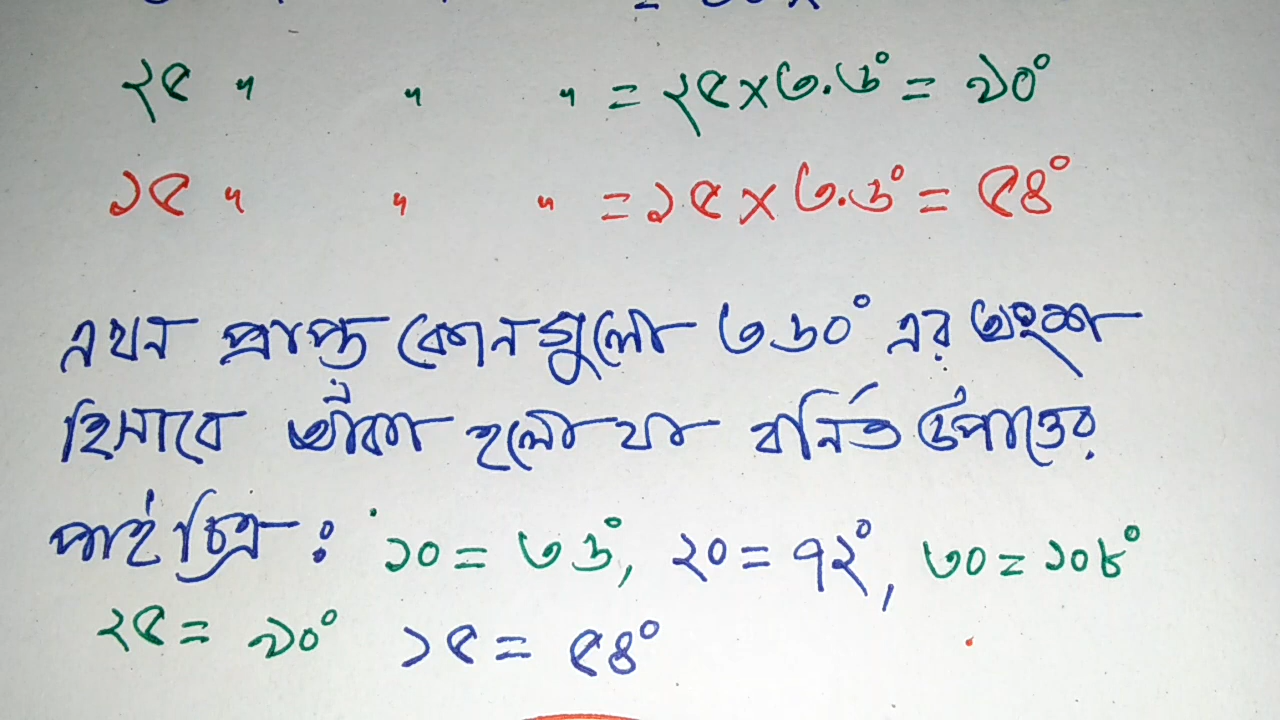 ২৫ " " " = ২৫×৩.৬° = ৯০°
১৫ " " " = ১৫×৩.৬° = ৫৪°
এখন প্রাপ্ত কোনগুলো ৩৬০° এর অংশ
হিসাবে আঁকা হলো যা বর্নিত উপাত্তের
পাই চিত্র : ১০ = ৩৬°, ২০ = ৭২°, ৩০ = ১০৮°
২৫ = ৯০° ১৫ = ৫৪°